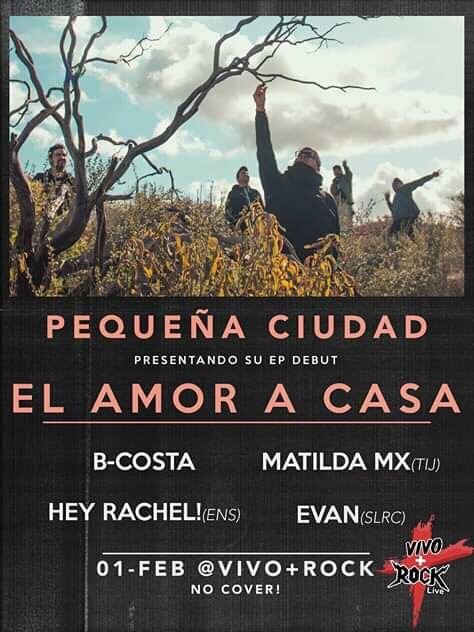 PEQUEÑA CIUDAD
PRESENTANDO SU EP DEBUT
EL AMOR A CASA
B-COSTA MATILDA MX(TIJ)
HEY RACHEL!(ENS) EVAN(SLRC)
01-FEB @VIVO+ROCK
NO COVER!
VIVO
+
ROCK
Live